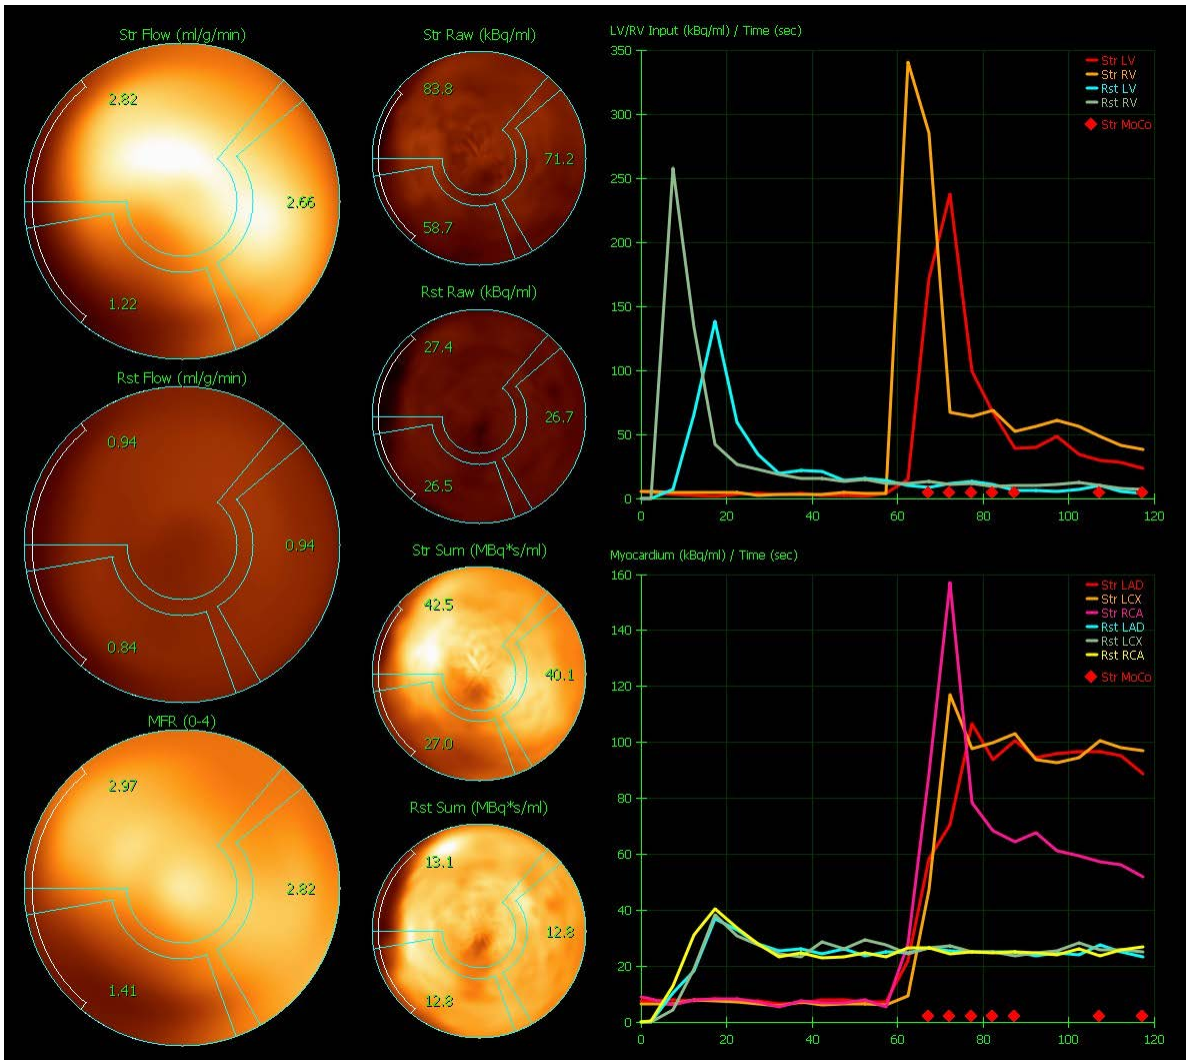 Str Flow (ml/g/min)
2.82
2.66
1.22
Rst Flow (ml/g/min)
0.94
0.94
0.84
MFR (0-4)
2.97
2.82
1.41
Str Raw (kBq/ml)
83.8
71.2
58.7
Rst Raw (kBq/ml)
27.4
26.7
26.5
Str Sum (MBq*s/ml)
42.5
40.1
27.0
Rst Sum (MBq*s/ml)
13.1
12.8
12.8
LV/RV Input (kBq/ml) / Time (sec)
350
300
250
200
150
100
50
0
0 20 40 60 80 100 120
Str LV
Str RV
Rst LV
Rst RV
Str MoCo
Myocardium (kBq/ml) / Time (sec)
160
140
120
100
80
60
40
20
0
0 20 40 60 80 100 120
Str LAD
Str LCX
Str RCA
Rst LAD
Rst LCX
Rst RCA
Str MoCo